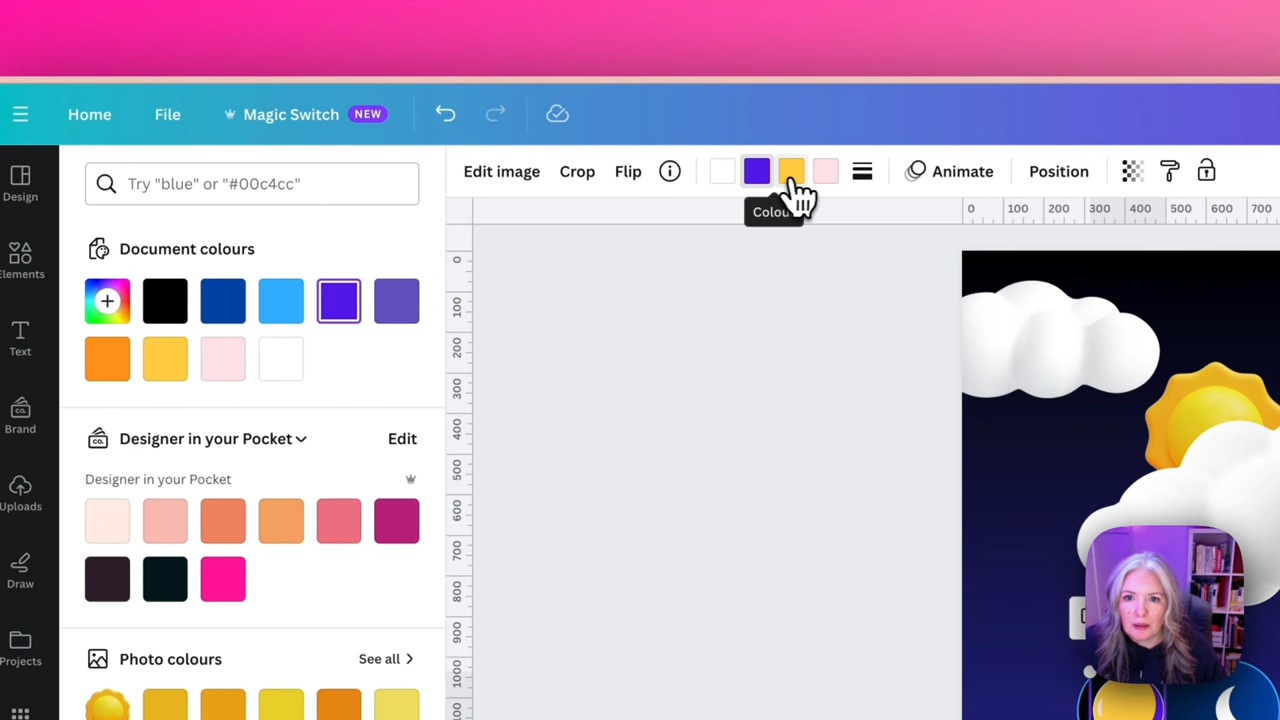 Home
File
Magic Switch
NEW
Design
Elements
Text
Brand
CO.
Uploads
Draw
Projects
Try "blue" or "#00c4cc"
Document colours
CO.
Designer in your Pocket
Edit
Designer in your Pocket
Photo colours
See all
Edit image
Crop
Flip
Animate
Position
0 100 200 300 400 500 600 700
0
100
200
300
400
500
600
700
800
900
1000